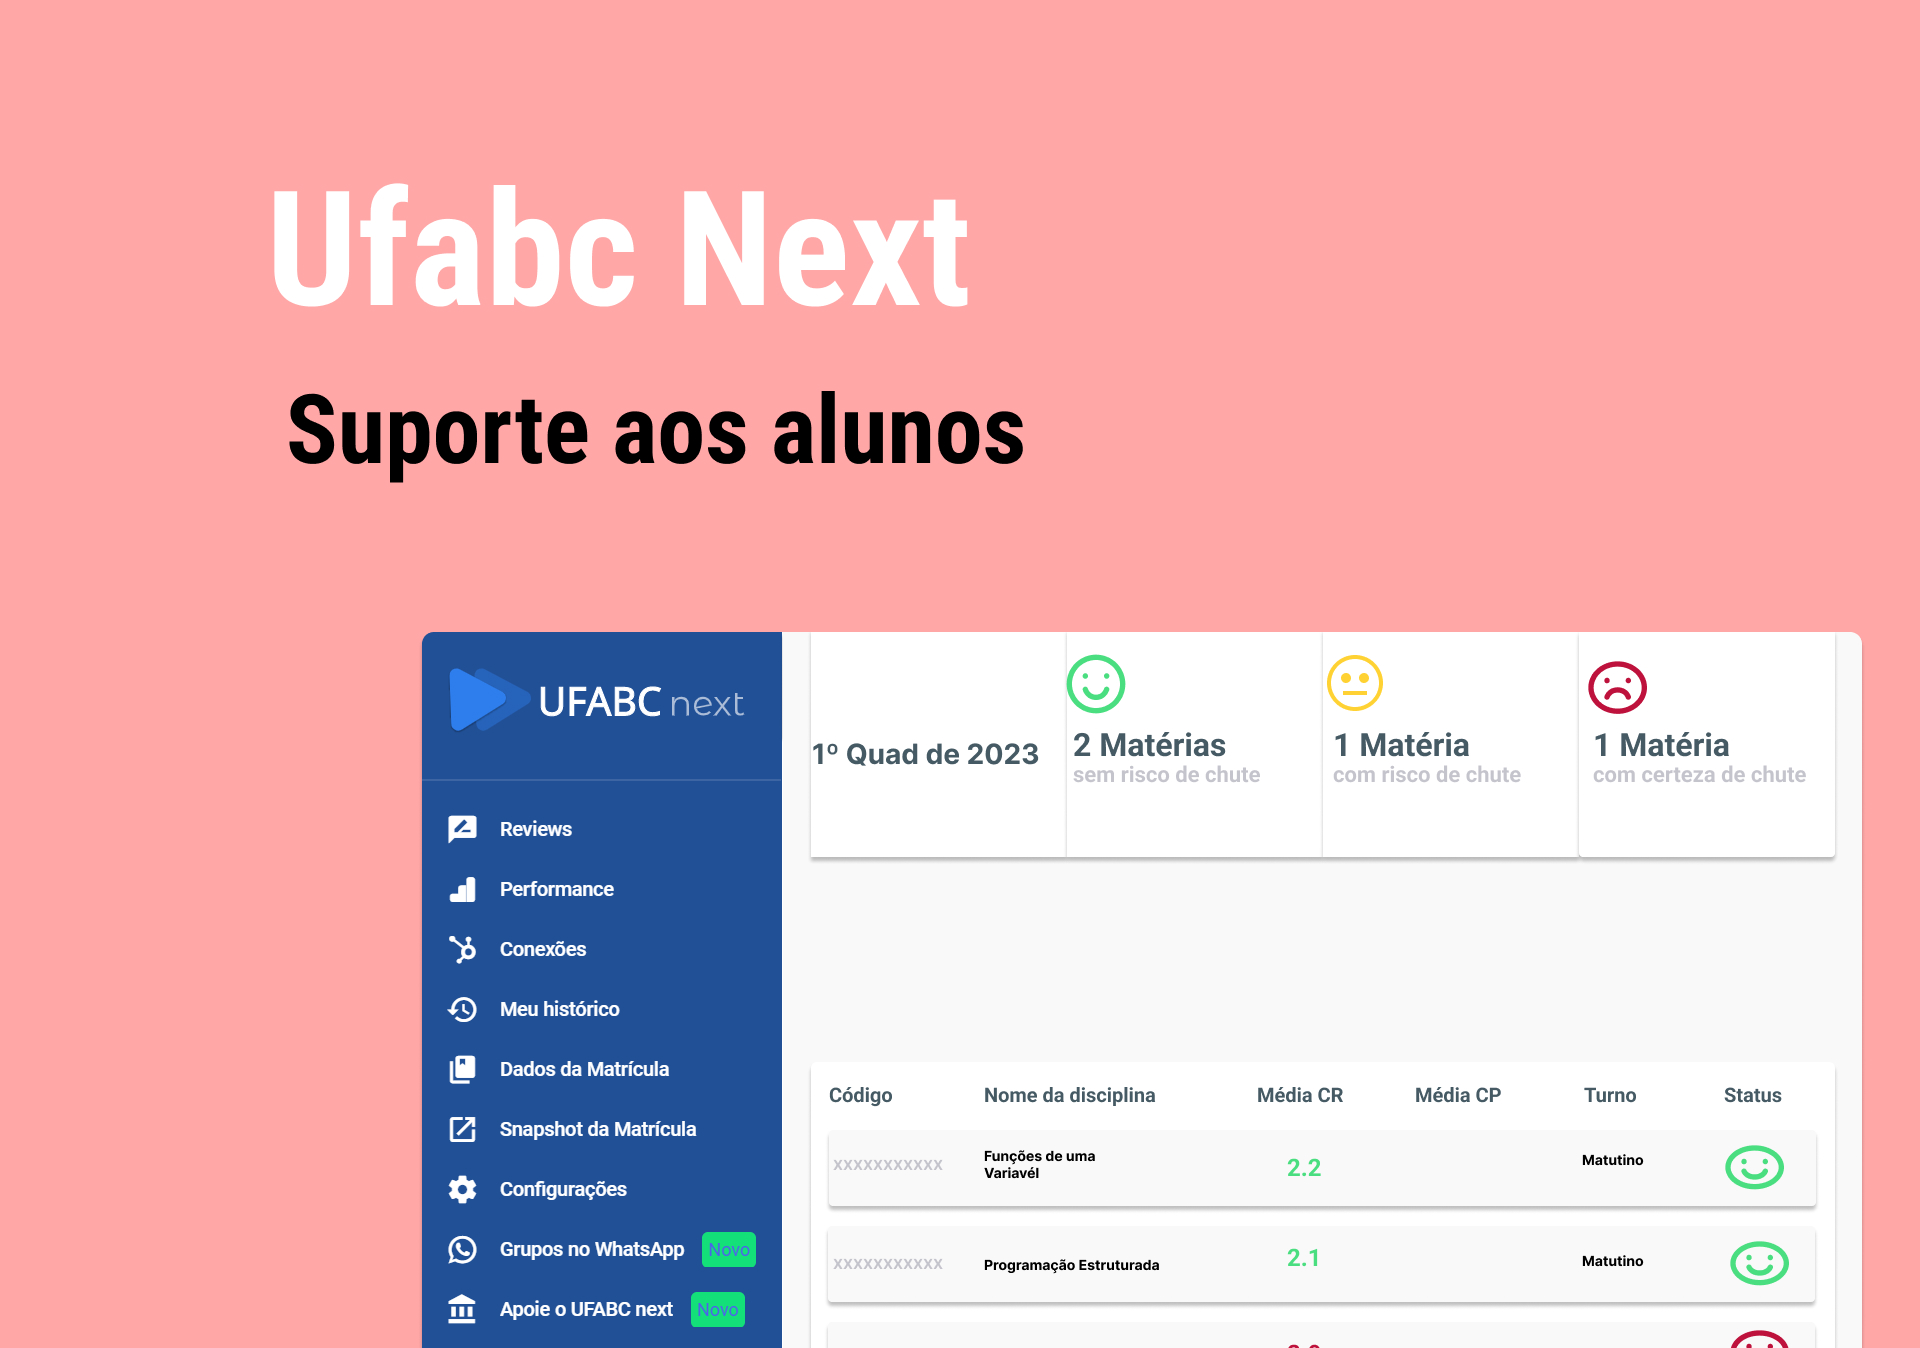 Ufabc Next
Suporte aos alunos
UFABC next
Reviews
Performance
Conexões
Meu histórico
Dados da Matrícula
Snapshot da Matrícula
Configurações
Grupos no WhatsApp Novo
Apoie o UFABC next Novo
1º Quad de 2023
2 Matérias
sem risco de chute
1 Matéria
com risco de chute
1 Matéria
com certeza de chute
Código Nome da disciplina Média CR Média CP Turno Status
xxxxxxxxxxx Funções de uma 2.2 Matutino
Variavél
xxxxxxxxxxx Programação Estruturada 2.1 Matutino